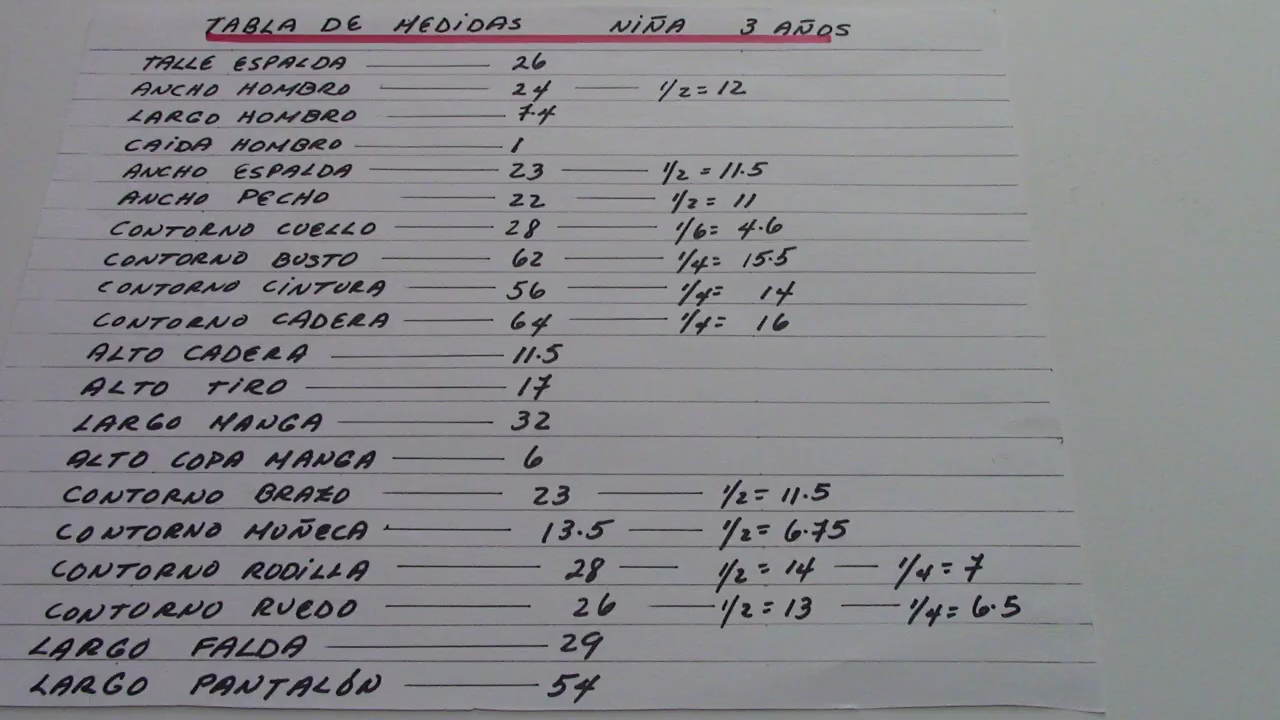 TABLA DE MEDIDAS NIÑA 3 AÑOS
TALLE ESPALDA 26
ANCHO HOMBRO 24 1/2 = 12
LARGO HOMBRO 7.4
CAIDA HOMBRO 1
ANCHO ESPALDA 23 1/2 = 11.5
ANCHO PECHO 22 1/2 = 11
CONTORNO CUELLO 28 1/6 = 4.6
CONTORNO BUSTO 62 1/4 = 15.5
CONTORNO CINTURA 56 1/4 = 14
CONTORNO CADERA 64 1/4 = 16
ALTO CADERA 11.5
ALTO TIRO 17
LARGO MANGA 32
ALTO COPA MANGA 6
CONTORNO BRAZO 23 1/2 = 11.5
CONTORNO MUÑECA 13.5 1/2 = 6.75
CONTORNO RODILLA 28 1/2 = 14 1/4 = 7
CONTORNO RUEDO 26 1/2 = 13 1/4 = 6.5
LARGO FALDA 29
LARGO PANTALÓN 54